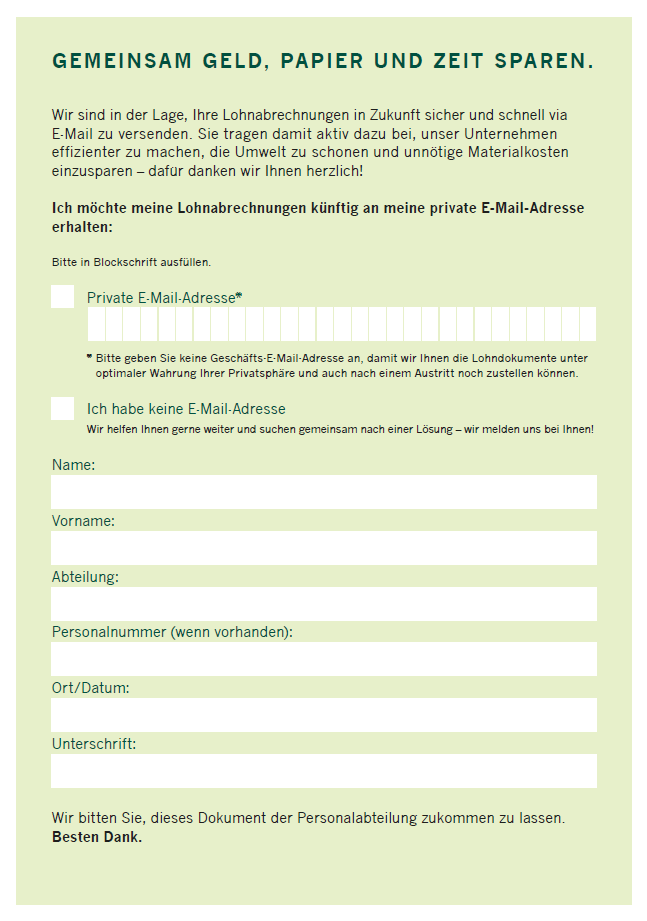 GEMEINSAM GELD, PAPIER UND ZEIT SPAREN.
Wir sind in der Lage, Ihre Lohnabrechnungen in Zukunft sicher und schnell via
E-Mail zu versenden. Sie tragen damit aktiv dazu bei, unser Unternehmen
effizienter zu machen, die Umwelt zu schonen und unnötige Materialkosten
einzusparen – dafür danken wir Ihnen herzlich!
Ich möchte meine Lohnabrechnungen künftig an meine private E-Mail-Adresse
erhalten:
Bitte in Blockschrift ausfüllen.
Private E-Mail-Adresse*
* Bitte geben Sie keine Geschäfts-E-Mail-Adresse an, damit wir Ihnen die Lohndokumente unter
optimaler Wahrung Ihrer Privatsphäre und auch nach einem Austritt noch zustellen können.
Ich habe keine E-Mail-Adresse
Wir helfen Ihnen gerne weiter und suchen gemeinsam nach einer Lösung – wir melden uns bei Ihnen!
Name:
Vorname:
Abteilung:
Personalnummer (wenn vorhanden):
Ort/Datum:
Unterschrift:
Wir bitten Sie, dieses Dokument der Personalabteilung zukommen zu lassen.
Besten Dank.